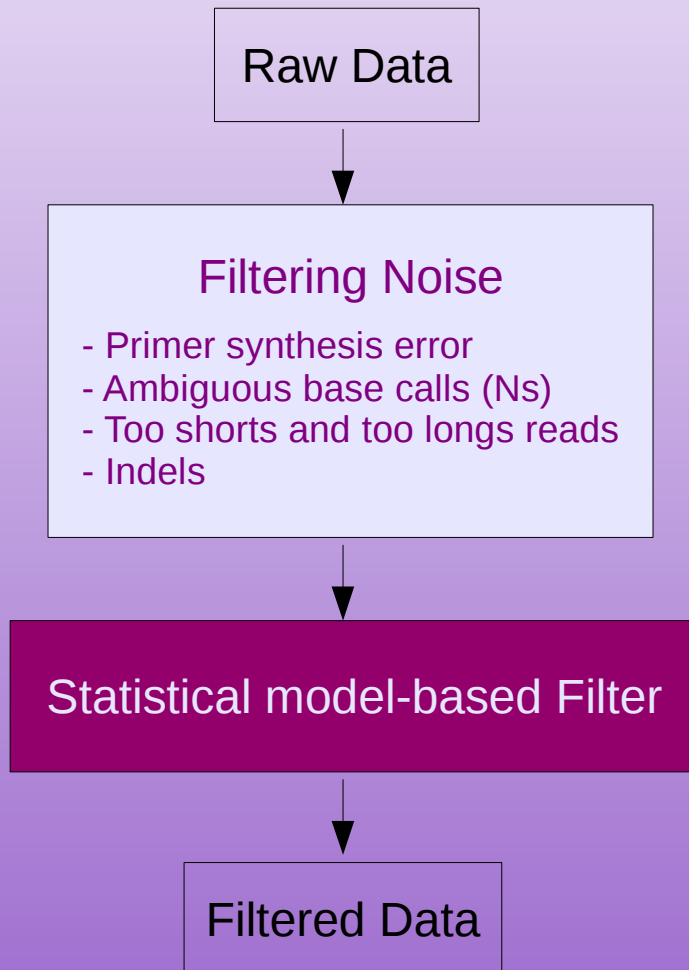 Raw Data
Filtering Noise
- Primer synthesis error
- Ambiguous base calls (Ns)
- Too shorts and too longs reads
- Indels
Statistical model-based Filter
Filtered Data